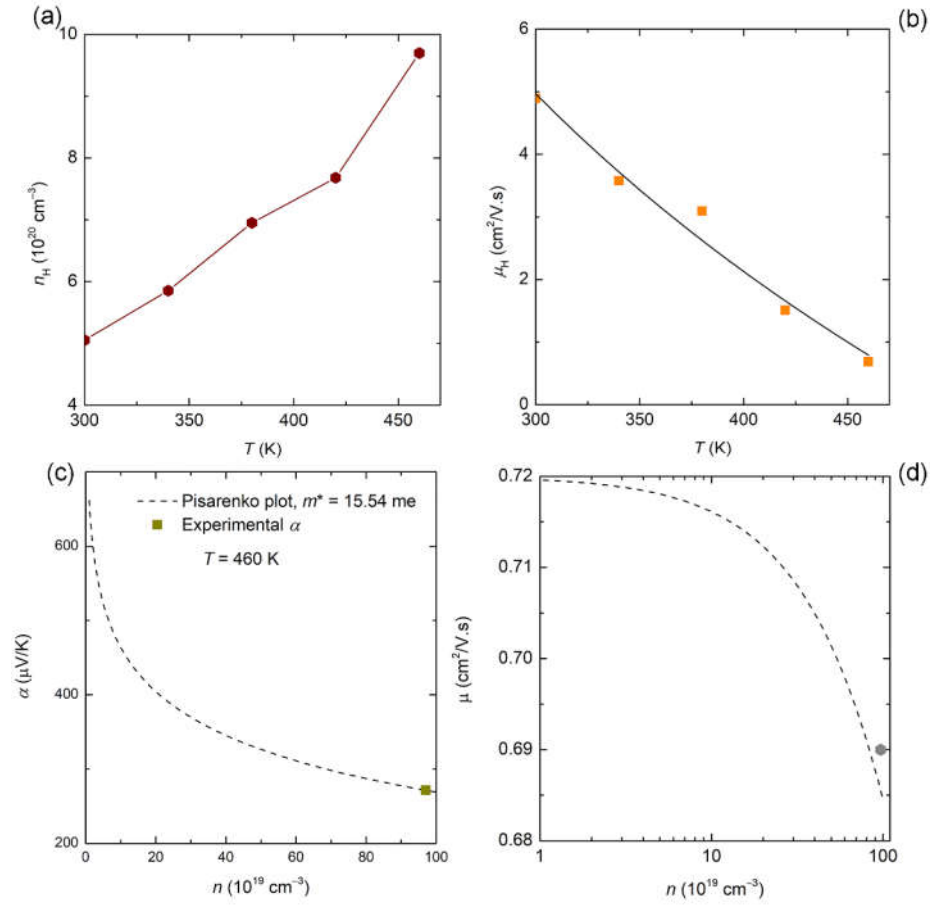 (a)
10
8
6
4
n_H (10^20 cm^−3)
300 350 400 450
T (K)
(b)
6
4
2
0
μ_H (cm^2/V.s)
300 350 400 450
T (K)
(c)
Pisarenko plot, m* = 15.54 me
Experimental α
T = 460 K
600
400
200
α (μV/K)
0 20 40 60 80 100
n (10^19 cm^−3)
(d)
0.72
0.71
0.70
0.69
0.68
μ (cm^2/V.s)
1 10 100
n (10^19 cm^−3)